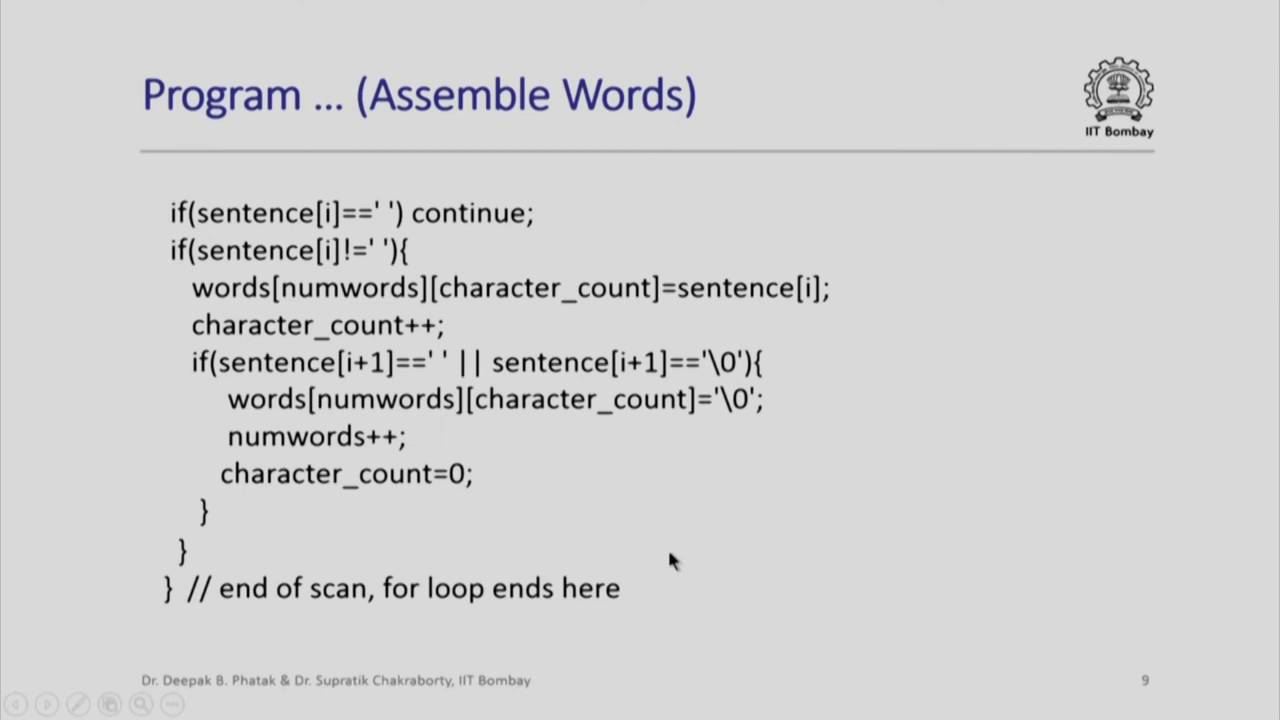 Program ... (Assemble Words)
IIT Bombay
if(sentence[i]==' ') continue;
if(sentence[i]!=' '){
words[numwords][character_count]=sentence[i];
character_count++;
if(sentence[i+1]==' ' || sentence[i+1]=='\0'){
words[numwords][character_count]='\0';
numwords++;
character_count=0;
}
}
} // end of scan, for loop ends here
Dr. Deepak B. Phatak & Dr. Supratik Chakraborty, IIT Bombay
9